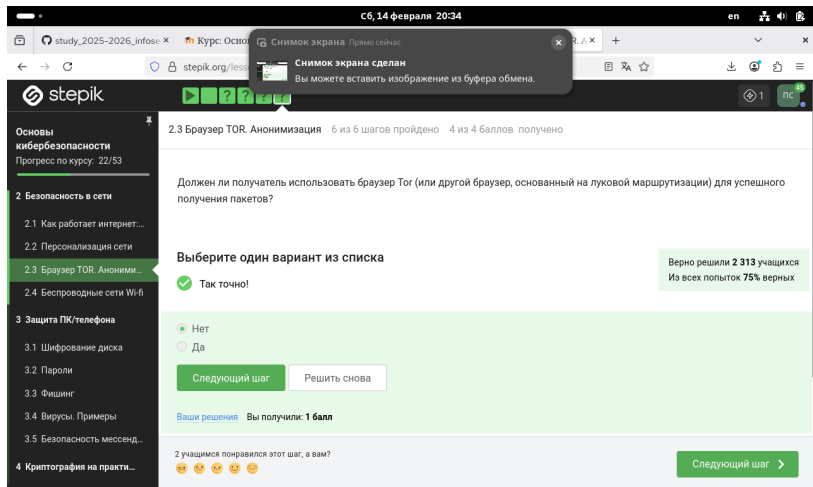 Сб, 14 февраля 20:34
en
study_2025-2026_infose
Курс: Осно
Снимок экрана Прямо сейчас
Снимок экрана сделан
Вы можете вставить изображение из буфера обмена.
stepik.org/less
stepik
1
ПС
45
Основы
кибербезопасности
Прогресс по курсу: 22/53
2 Безопасность в сети
2.1 Как работает интернет:...
2.2 Персонализация сети
2.3 Браузер TOR. Аноними...
2.4 Беспроводные сети Wi-fi
3 Защита ПК/телефона
3.1 Шифрование диска
3.2 Пароли
3.3 Фишинг
3.4 Вирусы. Примеры
3.5 Безопасность мессенд...
4 Криптография на практи...
2.3 Браузер TOR. Анонимизация 6 из 6 шагов пройдено 4 из 4 баллов получено
Должен ли получатель использовать браузер Tor (или другой браузер, основанный на луковой маршрутизации) для успешного
получения пакетов?
Выберите один вариант из списка
Так точно!
Верно решили 2 313 учащихся
Из всех попыток 75% верных
Нет
Да
Следующий шаг
Решить снова
Ваши решения Вы получили: 1 балл
2 учащимся понравился этот шаг, а вам?
Следующий шаг